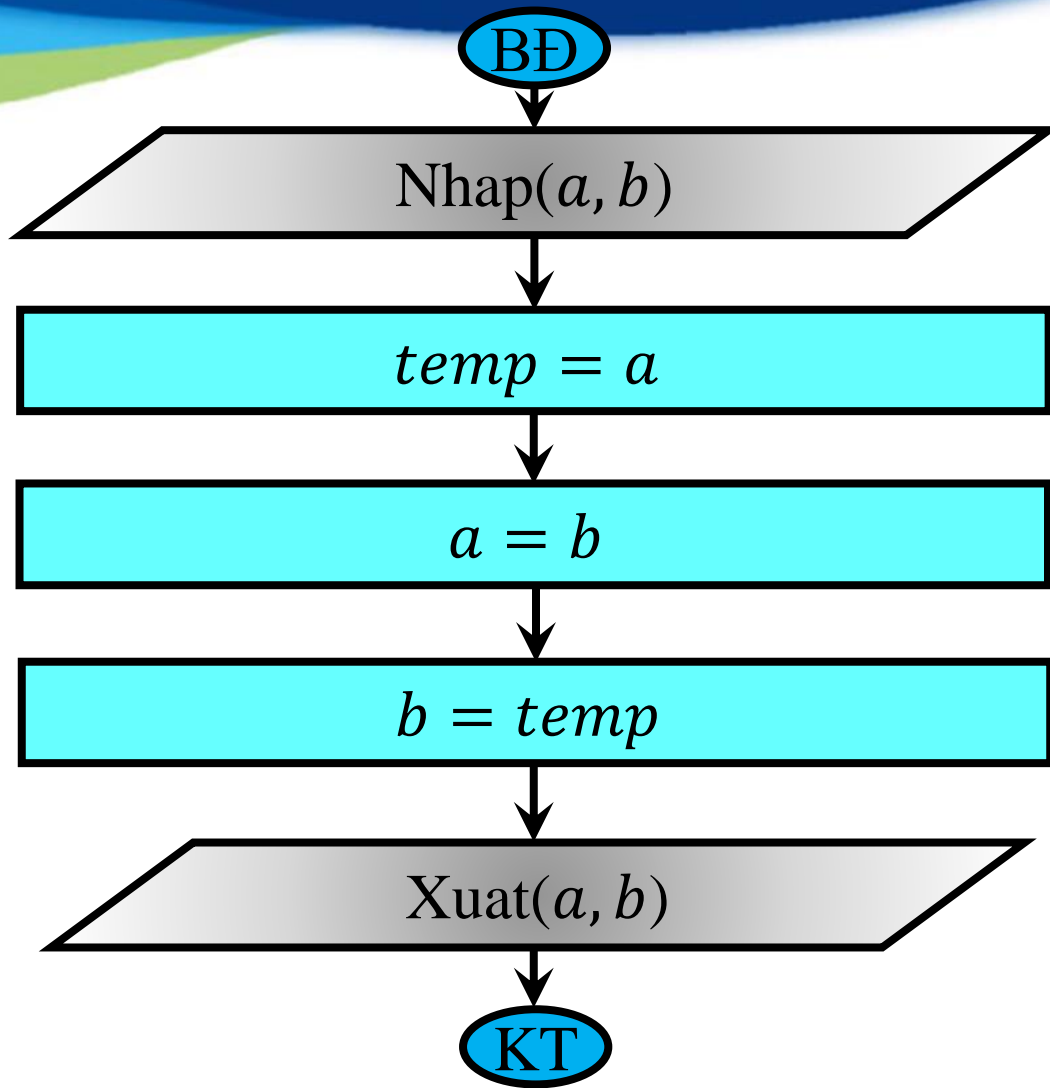 BĐ
Nhap(𝑎, 𝑏)
𝑡𝑒𝑚𝑝 = 𝑎
𝑎 = 𝑏
𝑏 = 𝑡𝑒𝑚𝑝
Xuat(𝑎, 𝑏)
KT